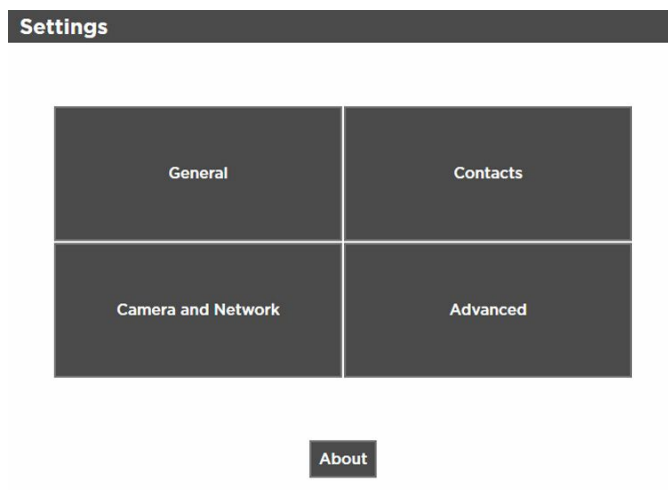 Settings
General
Contacts
Camera and Network
Advanced
About